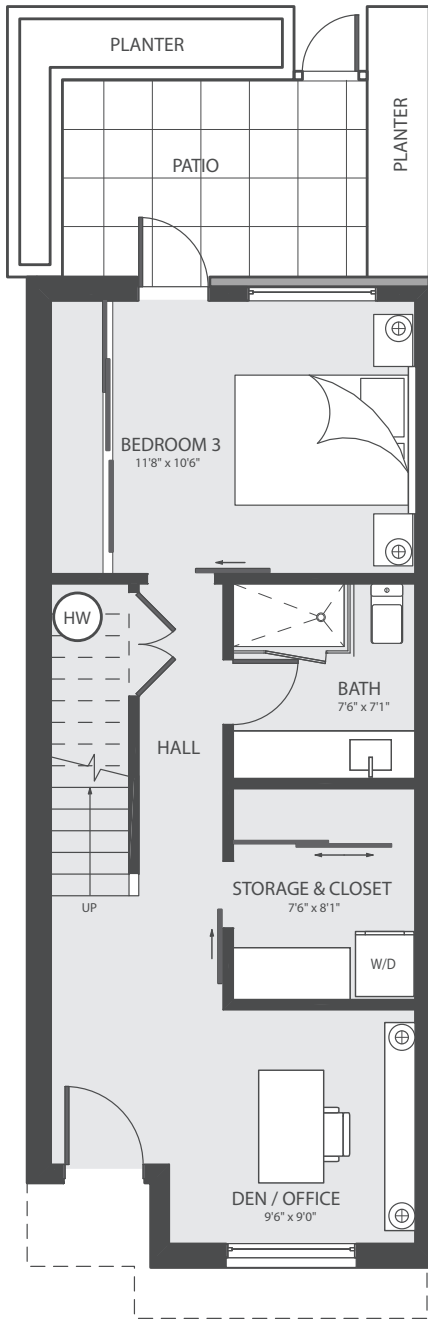 PLANTER
PLANTER
PATIO
BEDROOM 3
11'8" x 10'6"
HW
BATH
7'6" x 7'1"
HALL
STORAGE & CLOSET
7'6" x 8'1"
UP
W/D
DEN / OFFICE
9'6" x 9'0"